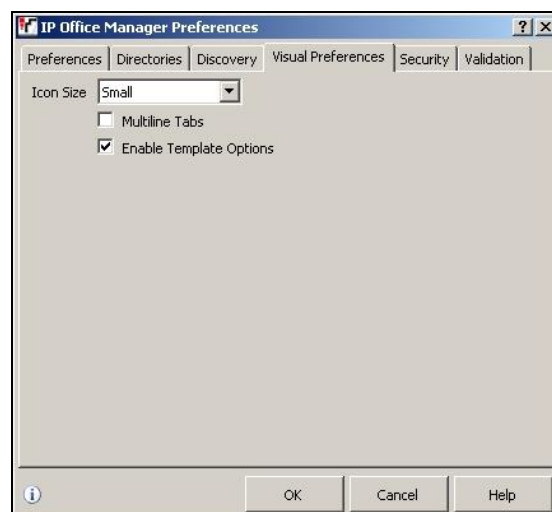 IP Office Manager Preferences
Preferences Directories Discovery Visual Preferences Security Validation
Icon Size Small
Multiline Tabs
Enable Template Options
OK Cancel Help